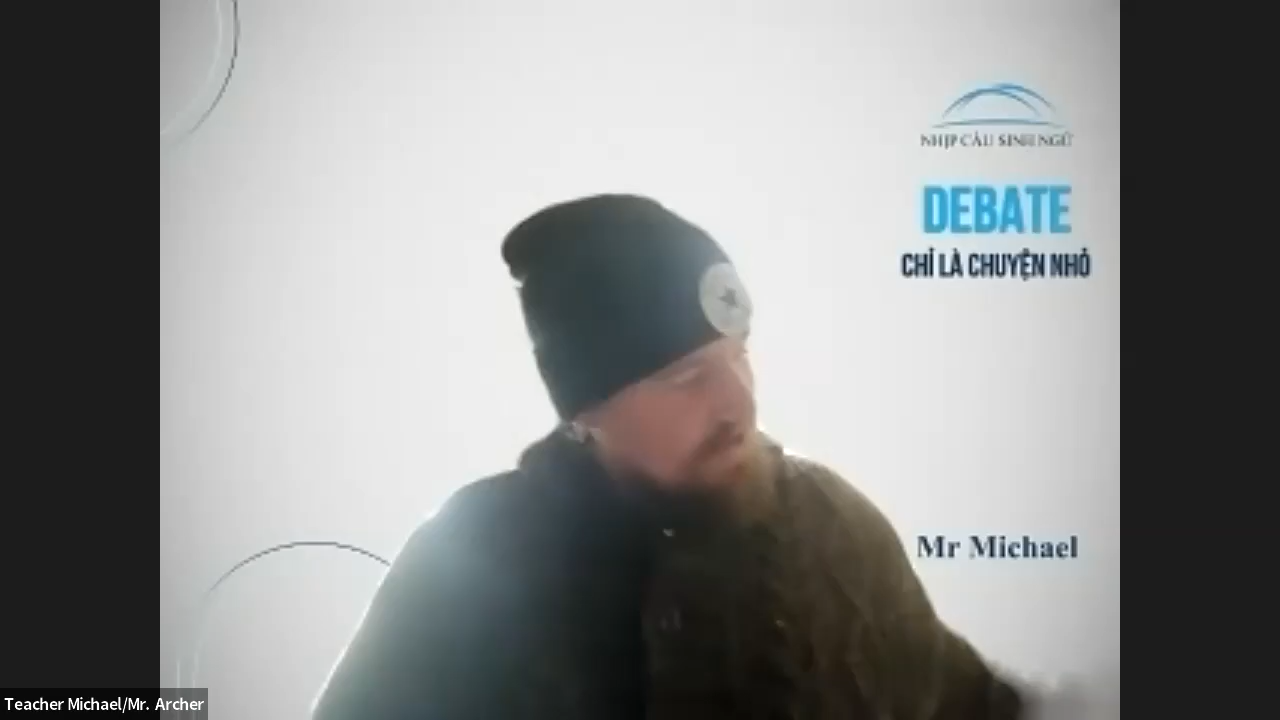 NHỊP CẦU SINH NGỮ
DEBATE
CHỈ LÀ CHUYỆN NHỎ
Mr Michael
Teacher Michael/Mr. Archer